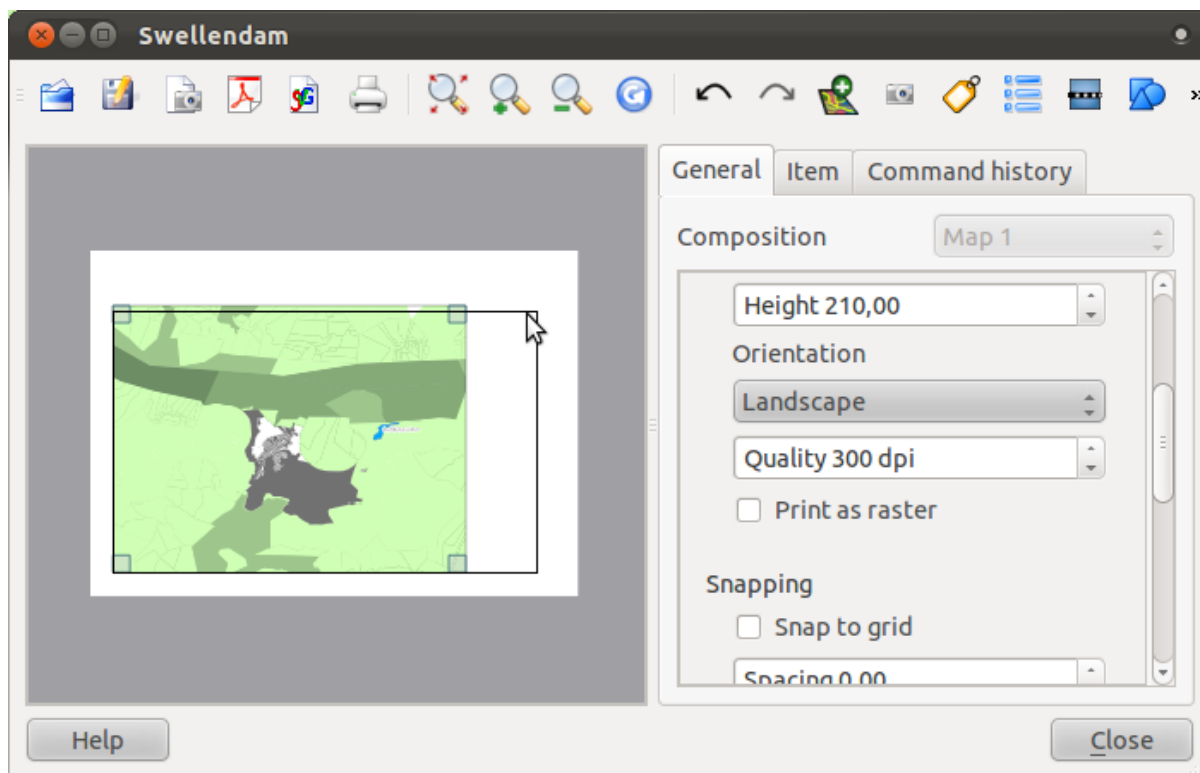 Swellendam
General Item Command history
Composition Map 1
Height 210,00
Orientation
Landscape
Quality 300 dpi
Print as raster
Snapping
Snap to grid
Spacing 0,00
Help Close